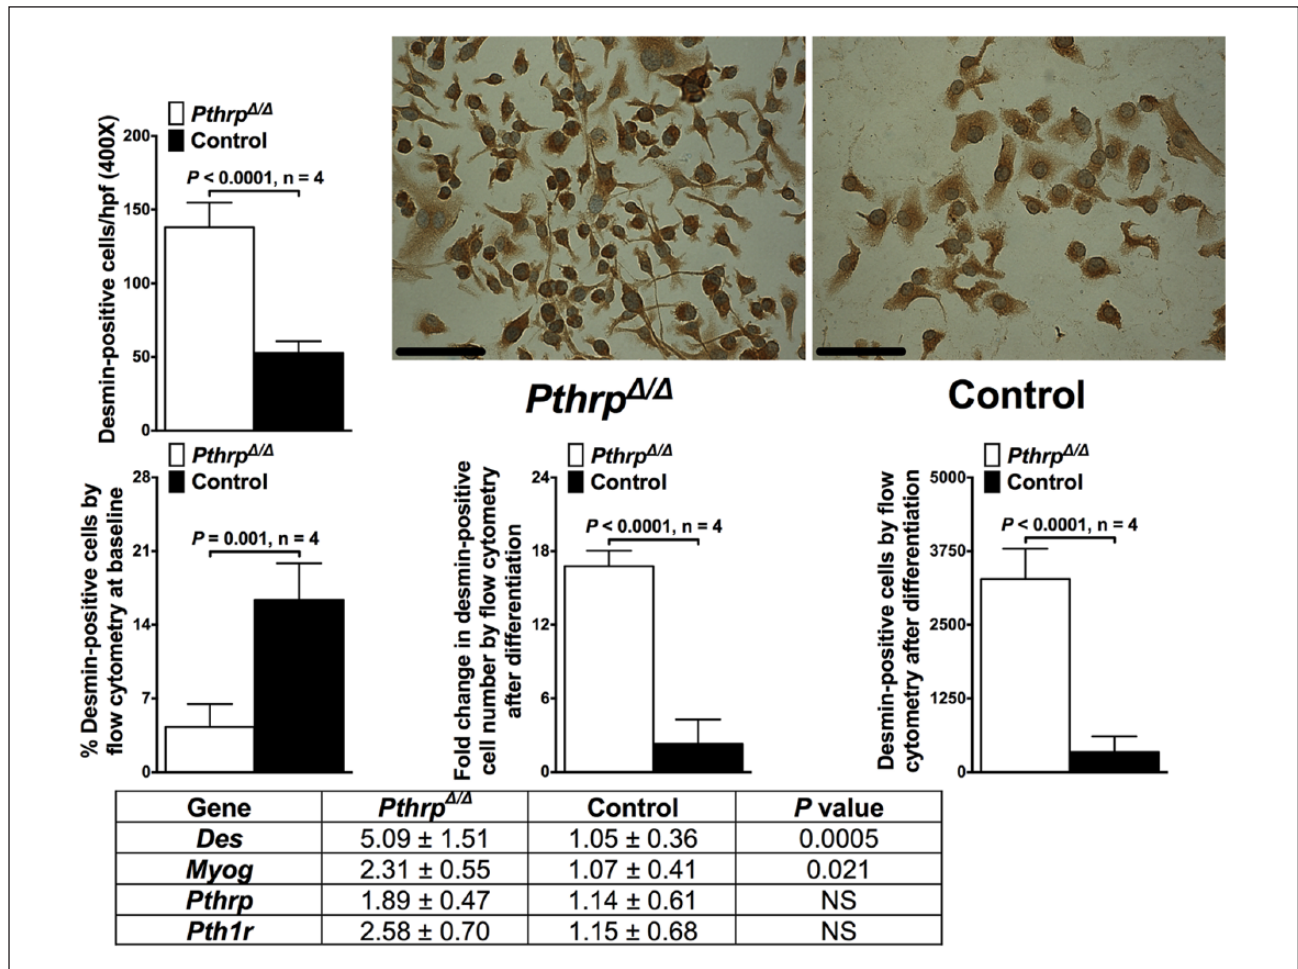 Pthrp^Δ/Δ
Control
Desmin-positive cells/hpf (400X)
200
150
100
50
0
P < 0.0001, n = 4
Pthrp^Δ/Δ
Control
Pthrp^Δ/Δ
Control
% Desmin-positive cells by
flow cytometry at baseline
28
21
14
7
0
P = 0.001, n = 4
Pthrp^Δ/Δ
Control
Fold change in desmin-positive
cell number by flow cytometry
after differentiation
24
18
12
6
0
P < 0.0001, n = 4
Pthrp^Δ/Δ
Control
Desmin-positive cells by flow
cytometry after differentiation
5000
3750
2500
1250
0
P < 0.0001, n = 4
Gene Pthrp^Δ/Δ Control P value
Des 5.09 ± 1.51 1.05 ± 0.36 0.0005
Myog 2.31 ± 0.55 1.07 ± 0.41 0.021
Pthrp 1.89 ± 0.47 1.14 ± 0.61 NS
Pth1r 2.58 ± 0.70 1.15 ± 0.68 NS